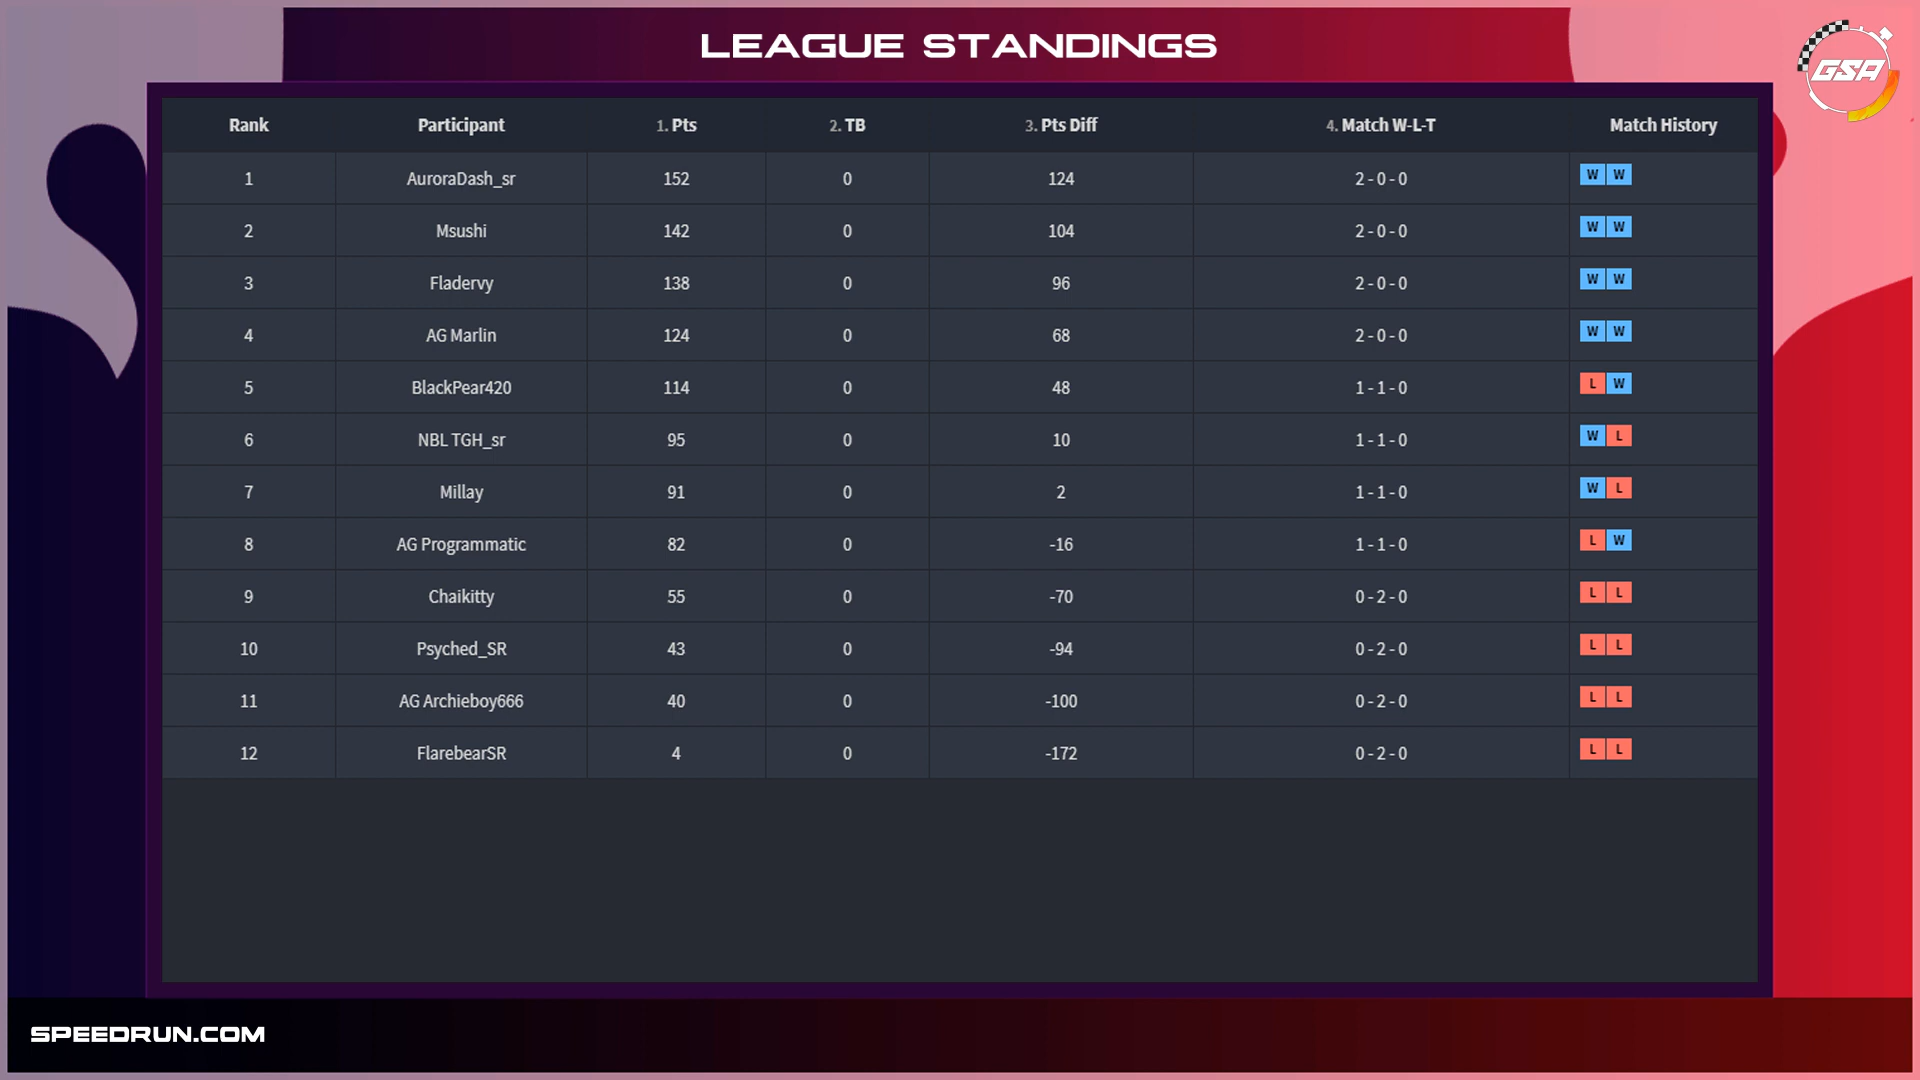 LEAGUE STANDINGS
GSA
Rank Participant 1. Pts 2. TB 3. Pts Diff 4. Match W-L-T Match History
1 AuroraDash_sr 152 0 124 2 - 0 - 0 W W
2 Msushi 142 0 104 2 - 0 - 0 W W
3 Fladervy 138 0 96 2 - 0 - 0 W W
4 AG Marlin 124 0 68 2 - 0 - 0 W W
5 BlackPear420 114 0 48 1 - 1 - 0 L W
6 NBL TGH_sr 95 0 10 1 - 1 - 0 W L
7 Millay 91 0 2 1 - 1 - 0 W L
8 AG Programmatic 82 0 -16 1 - 1 - 0 L W
9 Chaikitty 55 0 -70 0 - 2 - 0 L L
10 Psyched_SR 43 0 -94 0 - 2 - 0 L L
11 AG Archieboy666 40 0 -100 0 - 2 - 0 L L
12 FlarebearSR 4 0 -172 0 - 2 - 0 L L
SPEEDRUN.COM